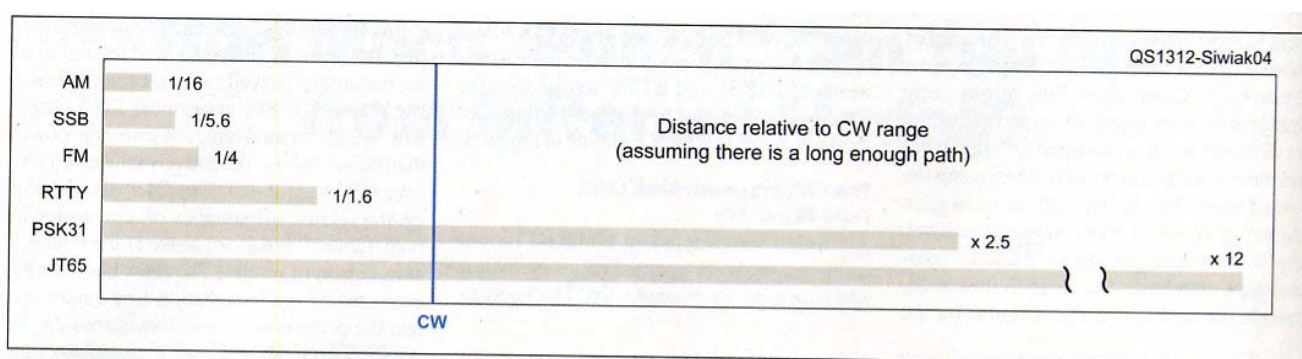 QS1312-Siwiak04
AM 1/16
SSB 1/5.6
Distance relative to CW range
(assuming there is a long enough path)
FM 1/4
RTTY 1/1.6
PSK31 x 2.5
JT65 x 12
CW